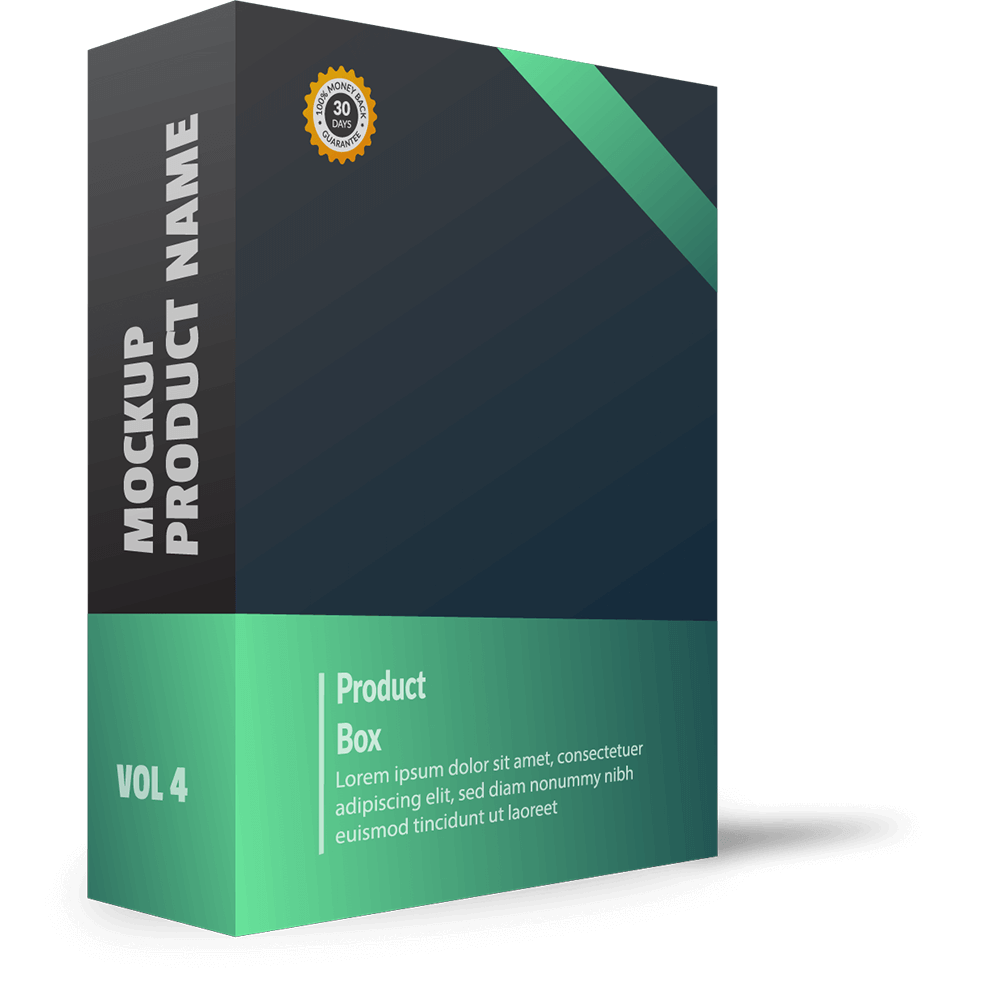 MOCKUP
PRODUCT NAME
VOL 4
100% MONEY BACK
30
DAYS
GUARANTEE
Product
Box
Lorem ipsum dolor sit amet, consectetuer
adipiscing elit, sed diam nonummy nibh
euismod tincidunt ut laoreet